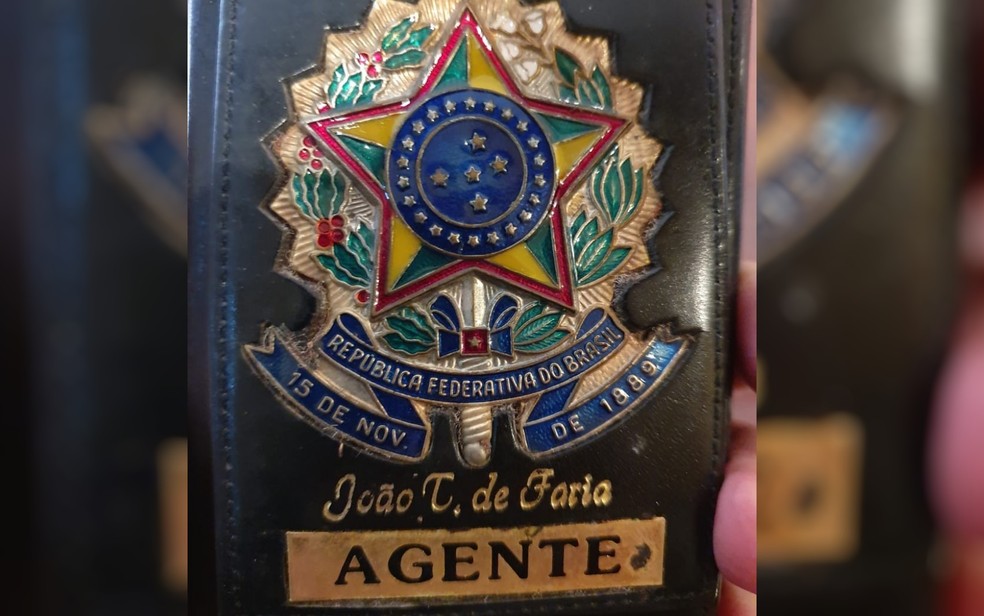 REPÚBLICA FEDERATIVA DO BRASIL
15 DE NOV. DE 1889
João T. de Faria
AGENTE